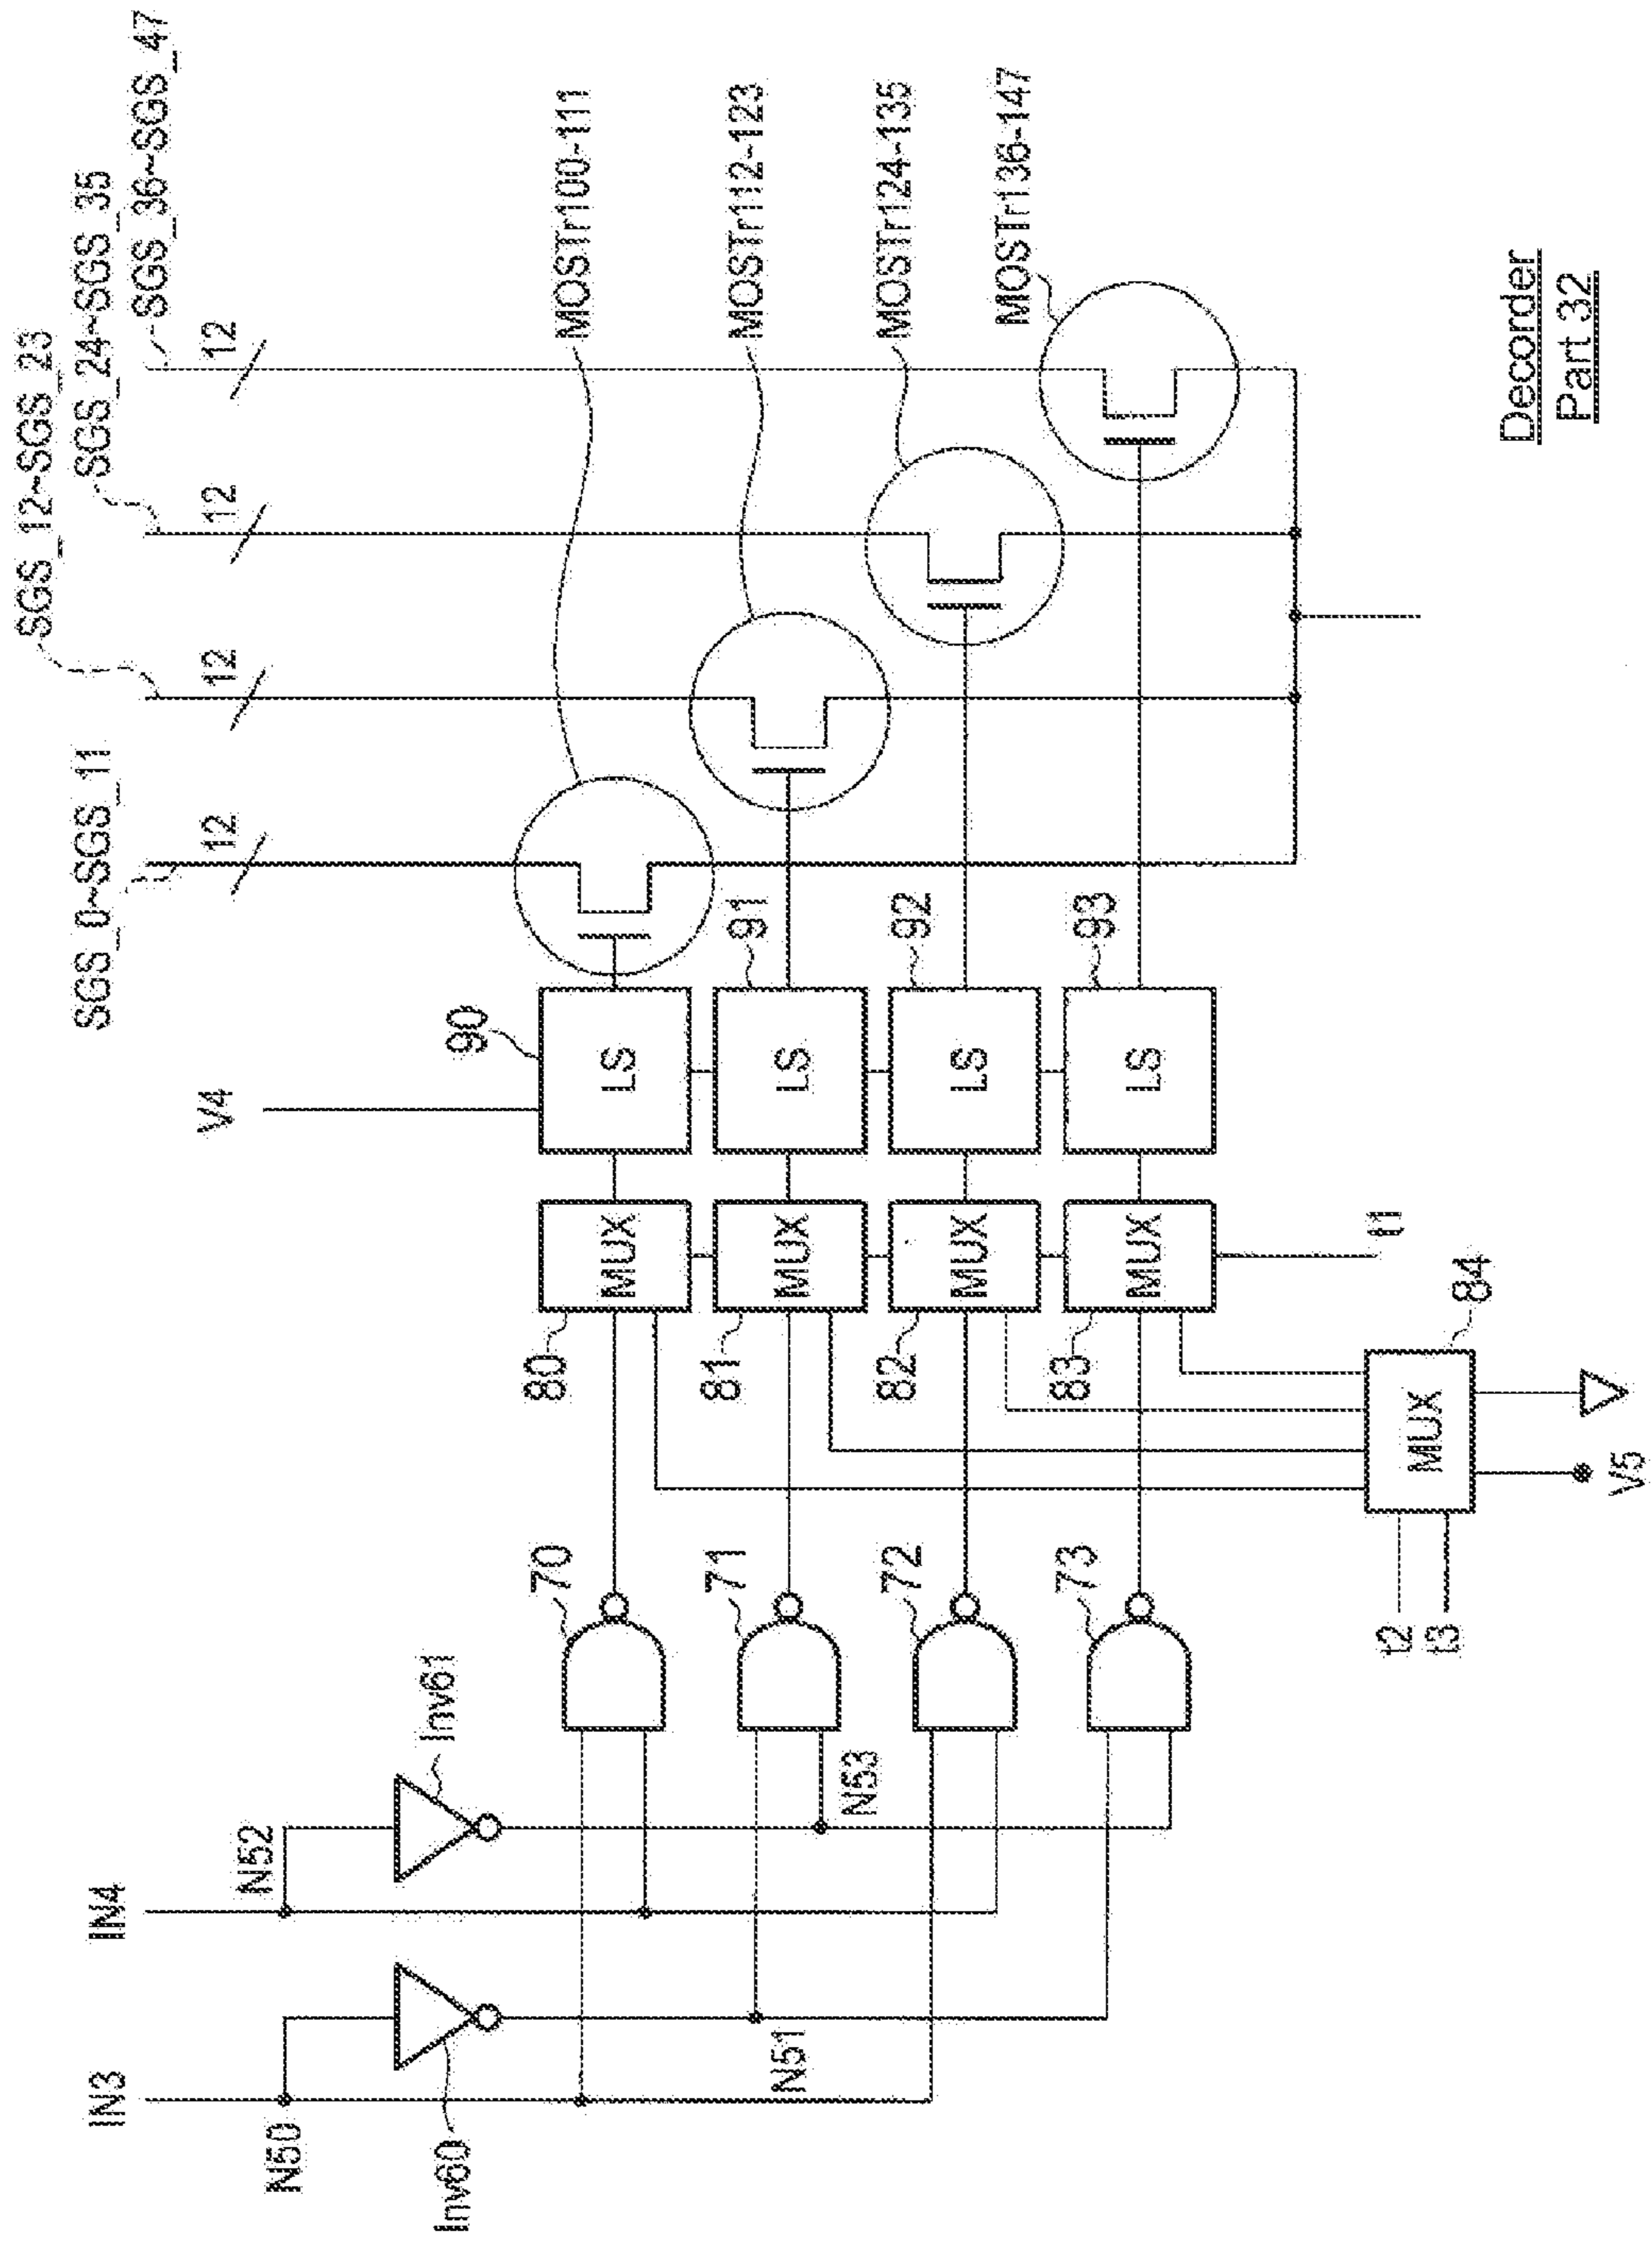 SGS_12~SGS_23
SGS_24~SGS_35
SGS_36~SGS_47
SGS_0~SGS_11
12
12
12
12
MOSTr100-111
MOSTr112-123
MOSTr124-135
MOSTr136-147
V4
90
91
92
93
LS
LS
LS
LS
MUX
MUX
MUX
MUX
80
81
82
83
t1
84
MUX
V5
t2
t3
70
71
72
73
IN4
N52
Inv61
N53
IN3
N50
Inv60
N51
Decorder
Part 32